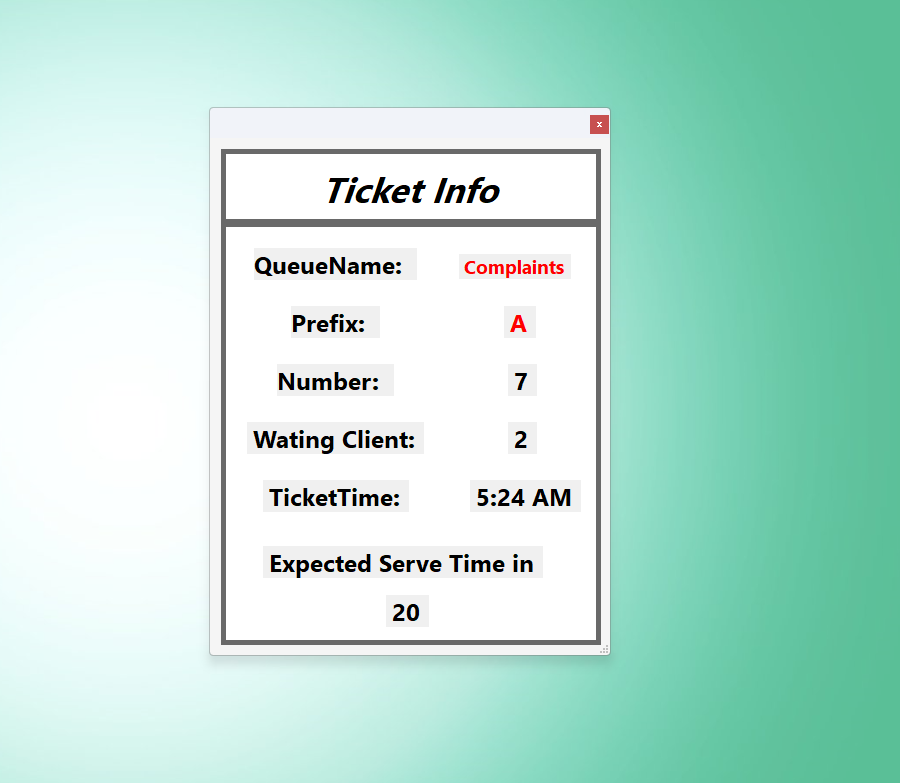 x
Ticket Info
QueueName: Complaints
Prefix: A
Number: 7
Wating Client: 2
TicketTime: 5:24 AM
Expected Serve Time in
20